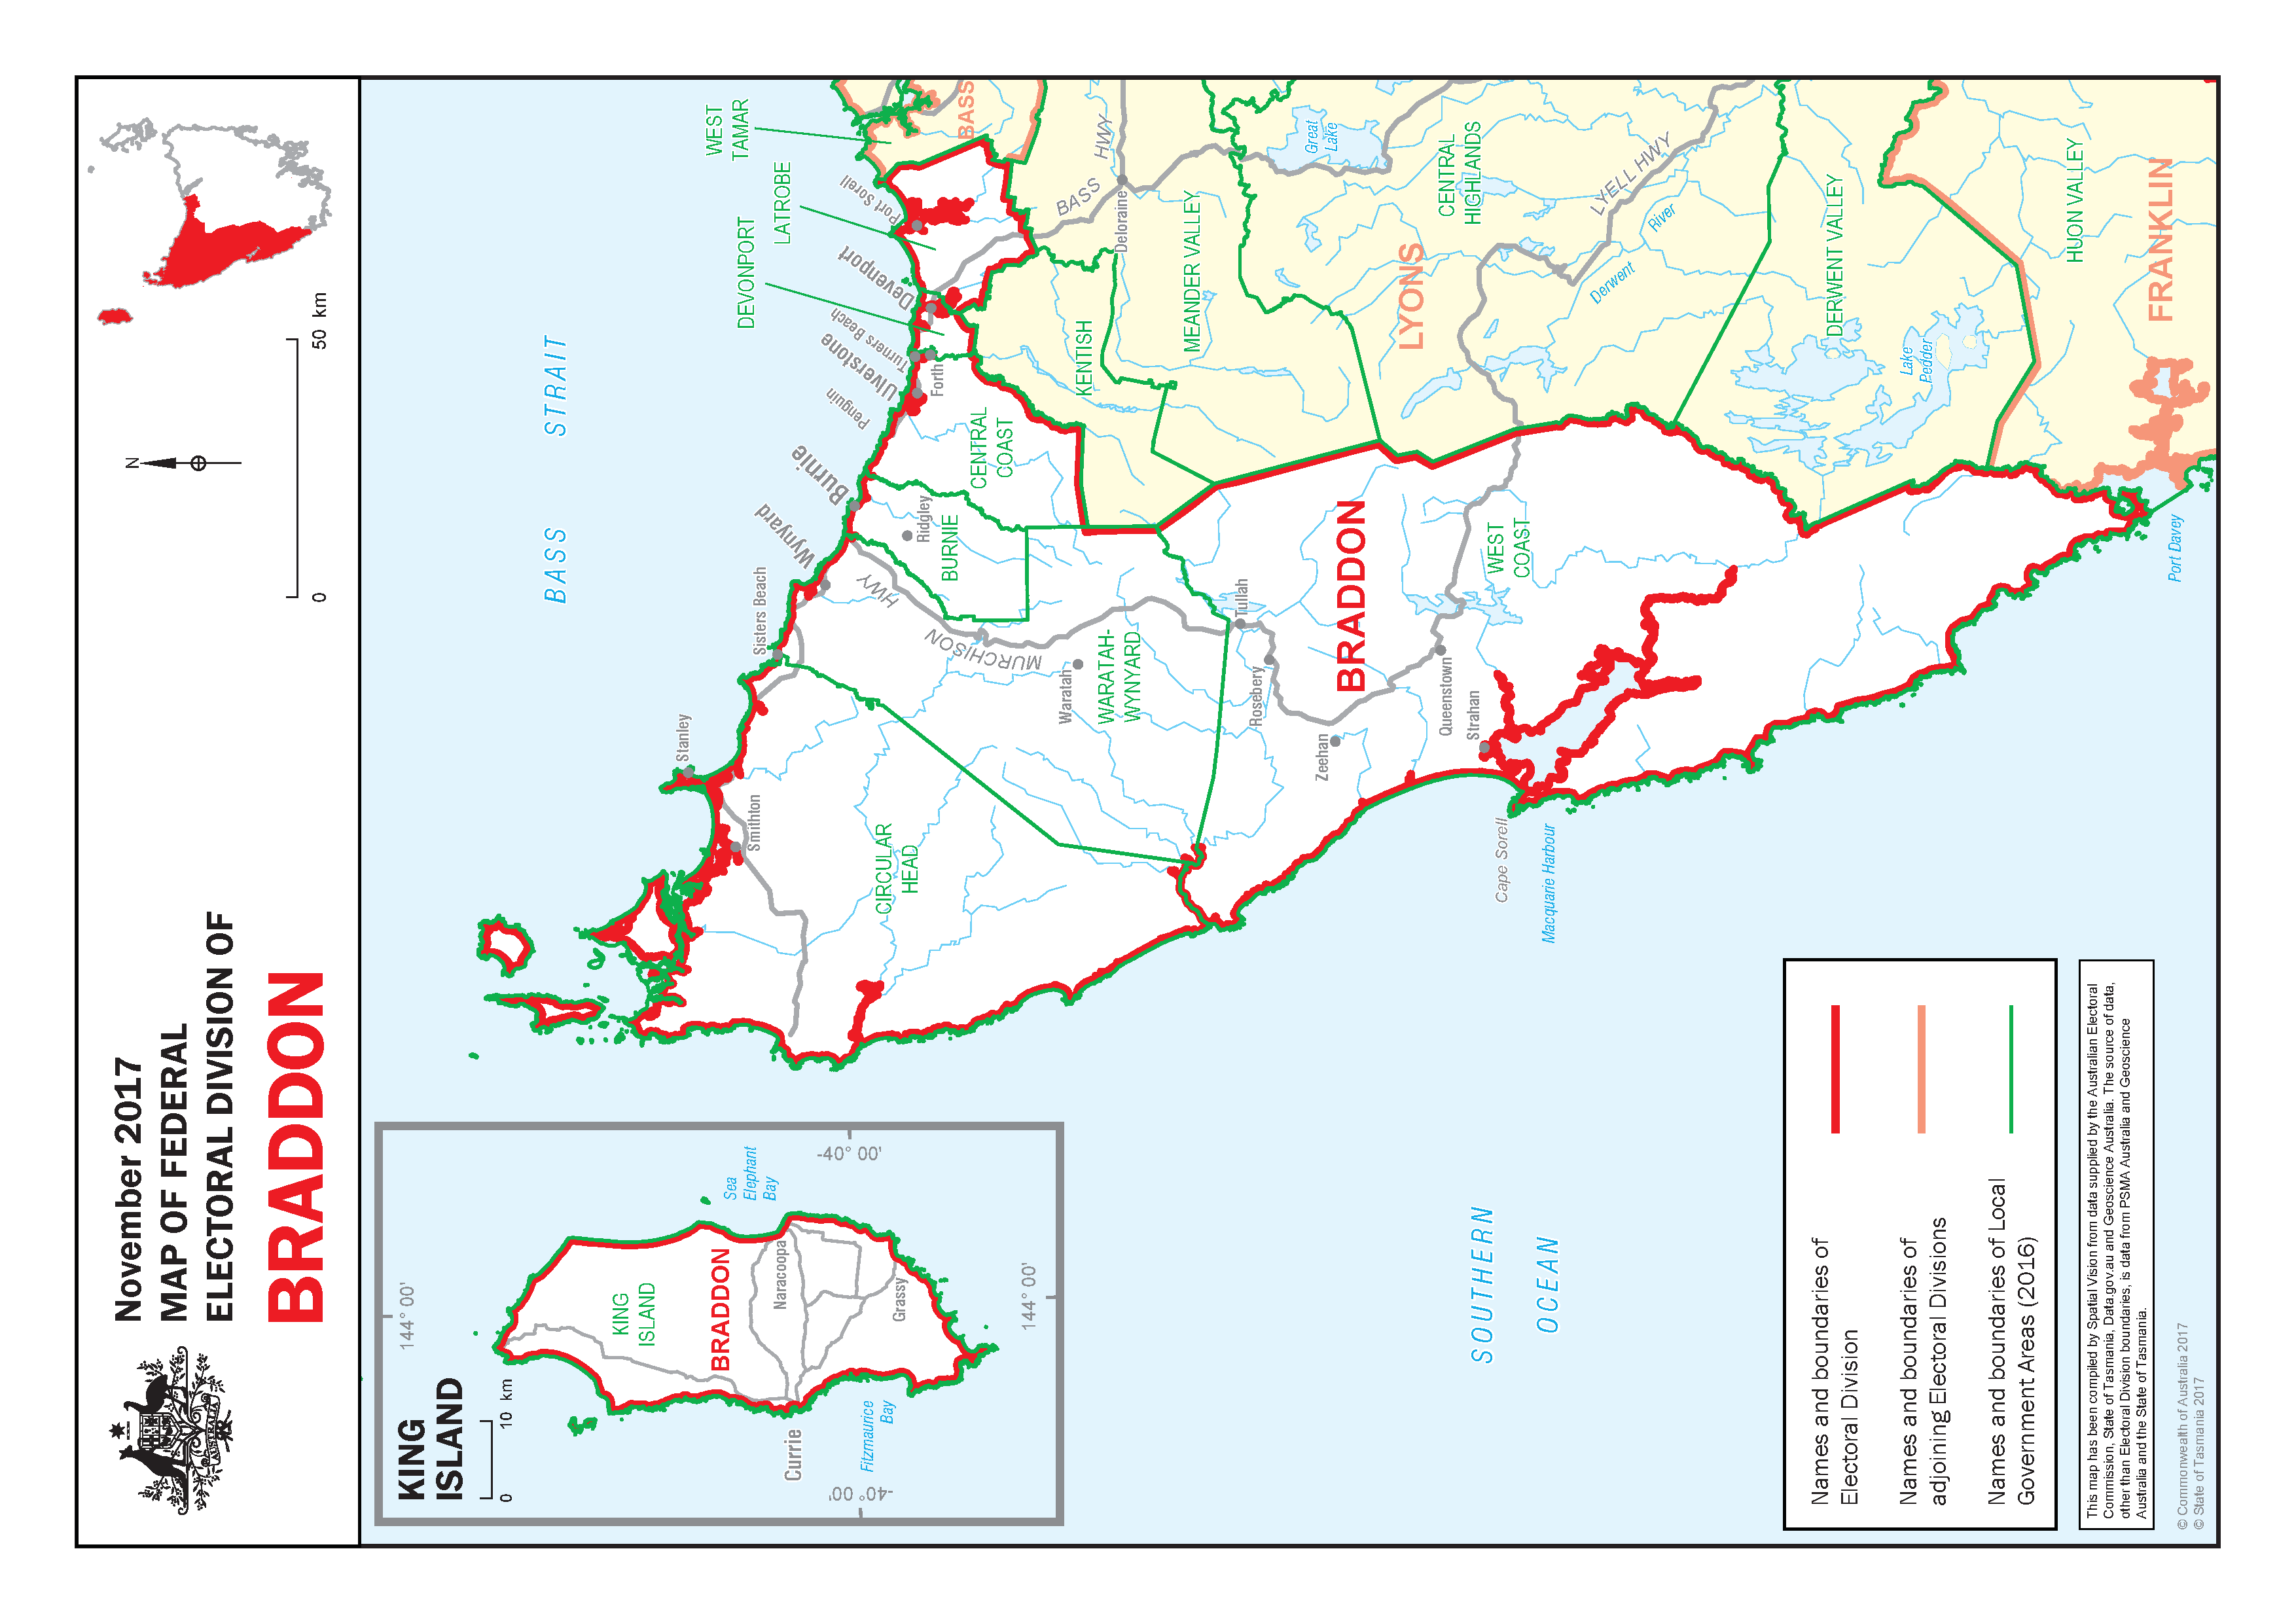 November 2017
MAP OF FEDERAL
ELECTORAL DIVISION OF
BRADDON
AUSTRALIA
N
0
50 km
KING
ISLAND
0
10 km
144° 00'
144° 00'
-40° 00'
-40° 00'
KING
ISLAND
BRADDON
Naracoopa
Grassy
Currie
Sea
Elephant
Bay
Fitzmaurice
Bay
BASS STRAIT
Stanley
Smithton
Sisters Beach
Wynyard
Burnie
Penguin
Ulverstone
Turners Beach
Devenport
Port Sorell
Forth
Ridgley
DEVONPORT
LATROBE
WEST
TAMAR
BASS
BASS
HWY
Deloraine
CENTRAL
COAST
BURNIE
KENTISH
MEANDER VALLEY
Great
Lake
CENTRAL
HIGHLANDS
LYELL HWY
LYONS
Derwent
River
DERWENT VALLEY
Lake
Pedder
HUON VALLEY
FRANKLIN
Port Davey
CIRCULAR
HEAD
MURCHISON
HWY
Waratah
WARATAH-
WYNYARD
Tullah
Rosebery
Zeehan
BRADDON
Queenstown
Strahan
WEST
COAST
Cape Sorell
Macquarie Harbour
SOUTHERN
OCEAN
Names and boundaries of
Electoral Division
Names and boundaries of
adjoining Electoral Divisions
Names and boundaries of Local
Government Areas (2016)
This map has been compiled by Spatial Vision from data supplied by the Australian Electoral
Commission, State of Tasmania, Data.gov.au and Geoscience Australia. The source of data,
other than Electoral Division boundaries, is data from PSMA Australia and Geoscience
Australia and the State of Tasmania.
© Commonwealth of Australia 2017
© State of Tasmania 2017